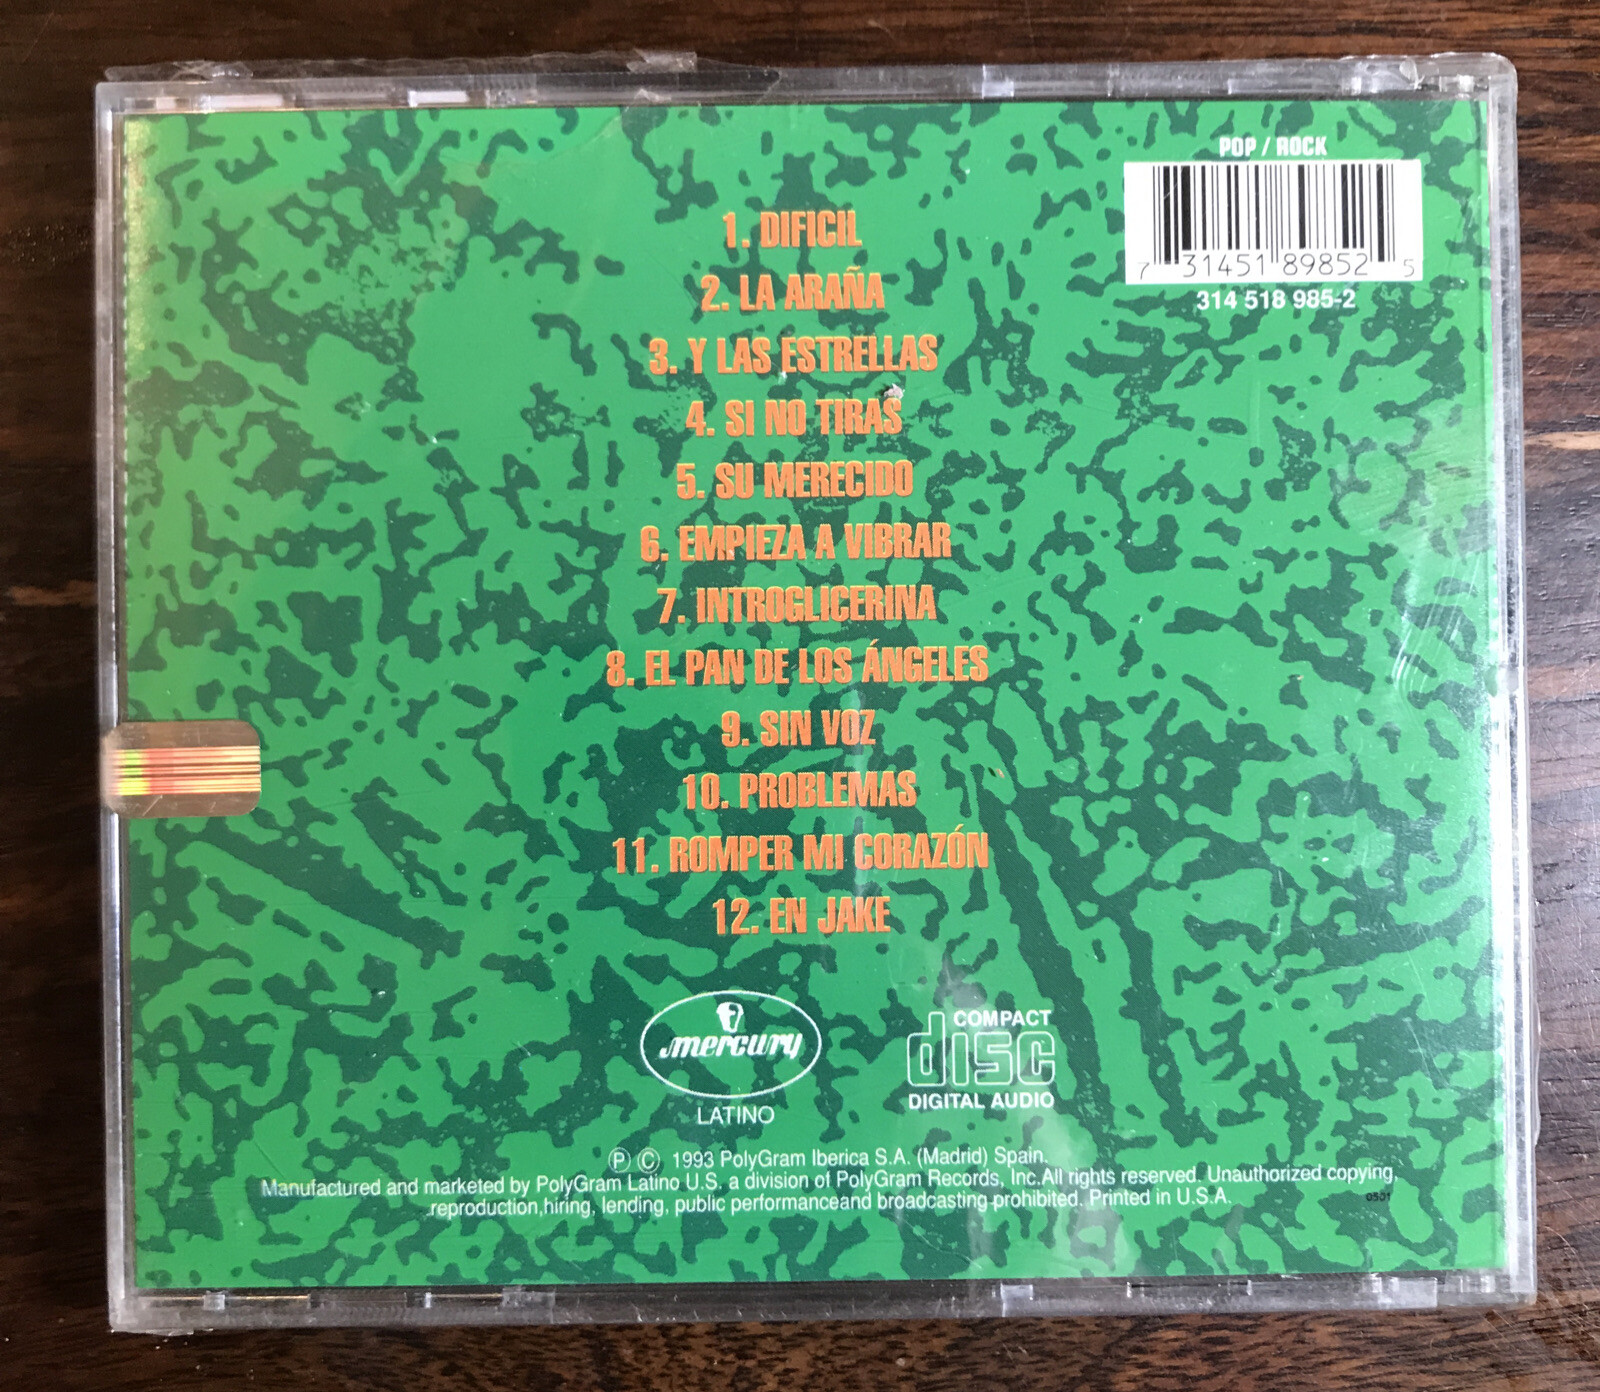 POP / ROCK
7 31451 89852 5
314 518 985-2
1. DIFICIL
2. LA ARAÑA
3. Y LAS ESTRELLAS
4. SI NO TIRAS
5. SU MERECIDO
6. EMPIEZA A VIBRAR
7. INTROGLICERINA
8. EL PAN DE LOS ÁNGELES
9. SIN VOZ
10. PROBLEMAS
11. ROMPER MI CORAZÓN
12. EN JAKE
mercury
LATINO
COMPACT
disc
DIGITAL AUDIO
Ⓟ Ⓒ 1993 PolyGram Iberica S.A. (Madrid) Spain.
Manufactured and marketed by PolyGram Latino U.S. a division of PolyGram Records, Inc.All rights reserved. Unauthorized copying,
reproduction,hiring, lending, public performanceand broadcasting prohibited. Printed in U.S.A.
0501